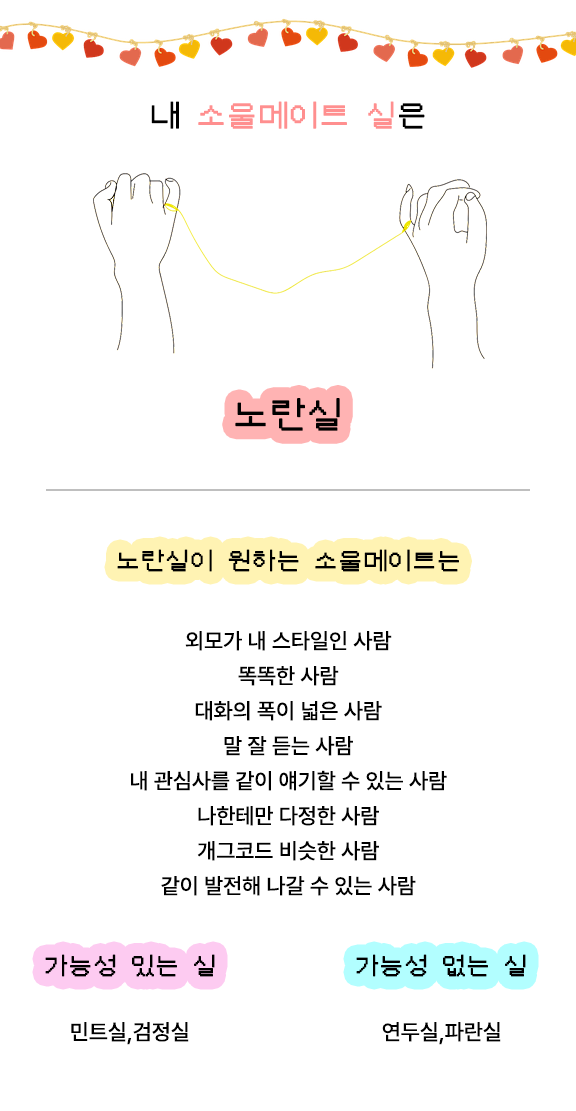 내 소울메이트 실은
노란실
노란실이 원하는 소울메이트는
외모가 내 스타일인 사람
똑똑한 사람
대화의 폭이 넓은 사람
말 잘 듣는 사람
내 관심사를 같이 얘기할 수 있는 사람
나한테만 다정한 사람
개그코드 비슷한 사람
같이 발전해 나갈 수 있는 사람
가능성 있는 실
민트실,검정실
가능성 없는 실
연두실,파란실